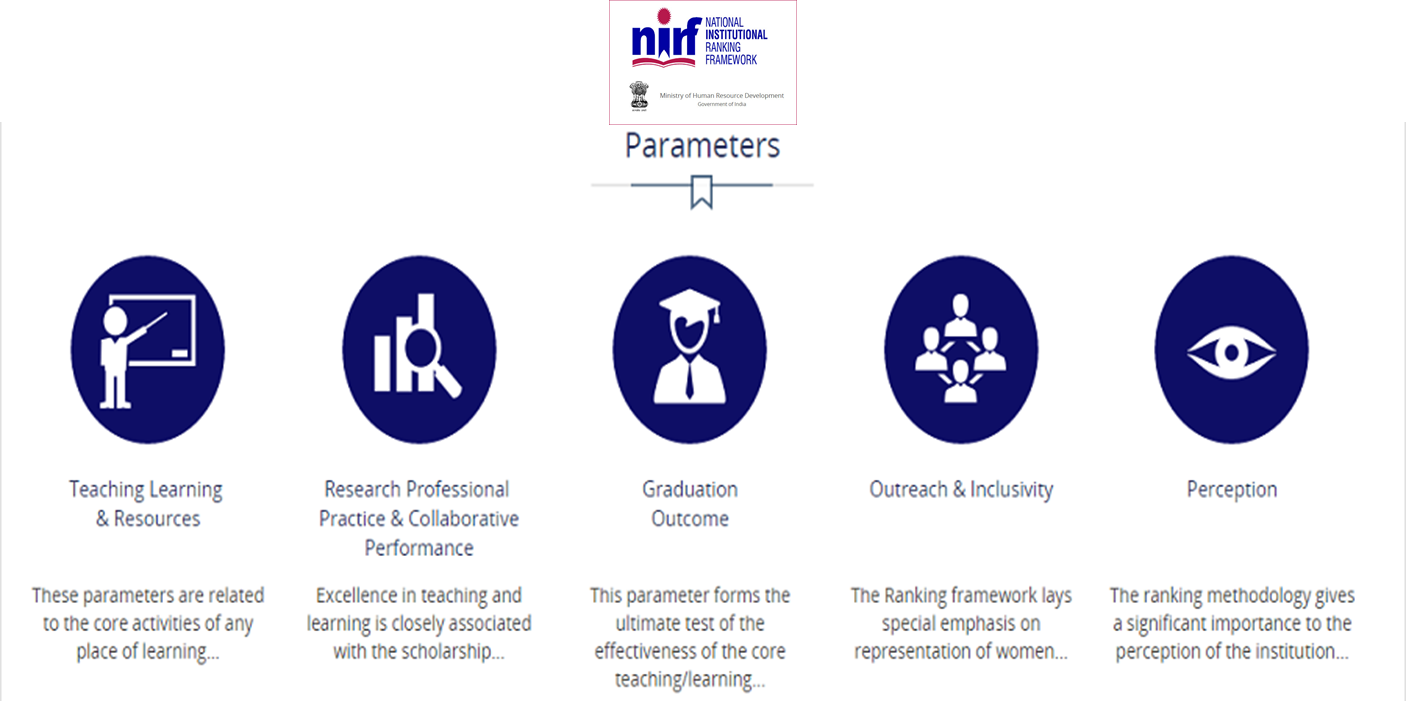 nirf
NATIONAL
INSTITUTIONAL
RANKING
FRAMEWORK
Ministry of Human Resource Development
Government of India
Parameters
Teaching Learning
& Resources
These parameters are related
to the core activities of any
place of learning...
Research Professional
Practice & Collaborative
Performance
Excellence in teaching and
learning is closely associated
with the scholarship...
Graduation
Outcome
This parameter forms the
ultimate test of the
effectiveness of the core
teaching/learning...
Outreach & Inclusivity
The Ranking framework lays
special emphasis on
representation of women...
Perception
The ranking methodology gives
a significant importance to the
perception of the institution...